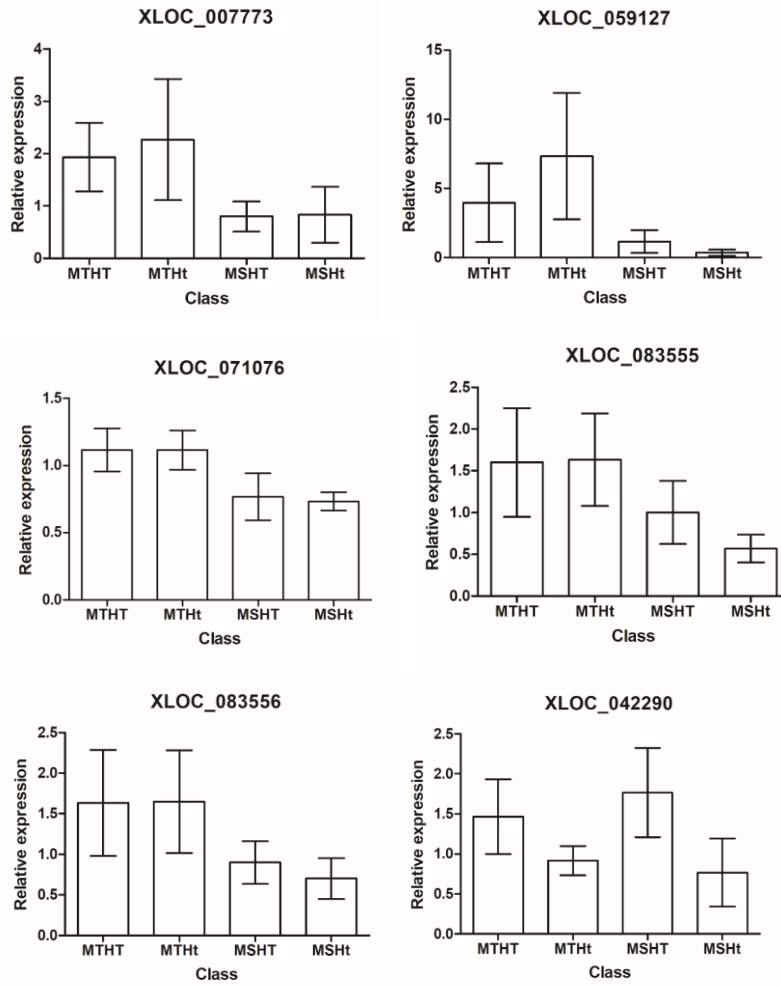 XLOC_007773
Relative expression
4
3
2
1
0
MTHT MTHt MSHT MSHt
Class
XLOC_059127
Relative expression
15
10
5
0
MTHT MTHt MSHT MSHt
Class
XLOC_071076
Relative expression
1.5
1.0
0.5
0.0
MTHT MTHt MSHT MSHt
Class
XLOC_083555
Relative expression
2.5
2.0
1.5
1.0
0.5
0.0
MTHT MTHt MSHT MSHt
Class
XLOC_083556
Relative expression
2.5
2.0
1.5
1.0
0.5
0.0
MTHT MTHt MSHT MSHt
Class
XLOC_042290
Relative expression
2.5
2.0
1.5
1.0
0.5
0.0
MTHT MTHt MSHT MSHt
Class